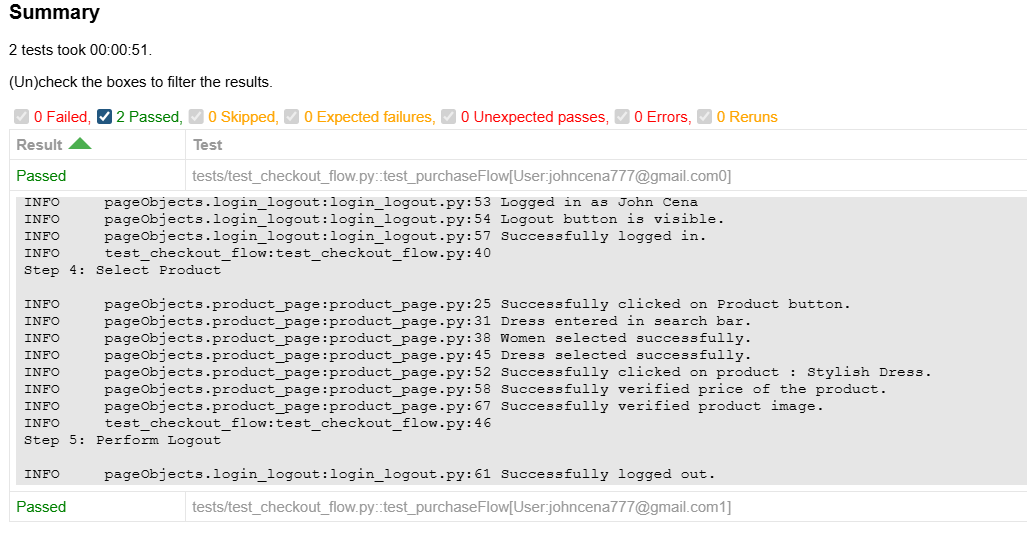 Summary
2 tests took 00:00:51.
(Un)check the boxes to filter the results.
0 Failed, 2 Passed, 0 Skipped, 0 Expected failures, 0 Unexpected passes, 0 Errors, 0 Reruns
Result Test
Passed tests/test_checkout_flow.py::test_purchaseFlow[User:johncena777@gmail.com0]
INFO pageObjects.login_logout:login_logout.py:53 Logged in as John Cena
INFO pageObjects.login_logout:login_logout.py:54 Logout button is visible.
INFO pageObjects.login_logout:login_logout.py:57 Successfully logged in.
INFO test_checkout_flow:test_checkout_flow.py:40
Step 4: Select Product
INFO pageObjects.product_page:product_page.py:25 Successfully clicked on Product button.
INFO pageObjects.product_page:product_page.py:31 Dress entered in search bar.
INFO pageObjects.product_page:product_page.py:38 Women selected successfully.
INFO pageObjects.product_page:product_page.py:45 Dress selected successfully.
INFO pageObjects.product_page:product_page.py:52 Successfully clicked on product : Stylish Dress.
INFO pageObjects.product_page:product_page.py:58 Successfully verified price of the product.
INFO pageObjects.product_page:product_page.py:67 Successfully verified product image.
INFO test_checkout_flow:test_checkout_flow.py:46
Step 5: Perform Logout
INFO pageObjects.login_logout:login_logout.py:61 Successfully logged out.
Passed tests/test_checkout_flow.py::test_purchaseFlow[User:johncena777@gmail.com1]